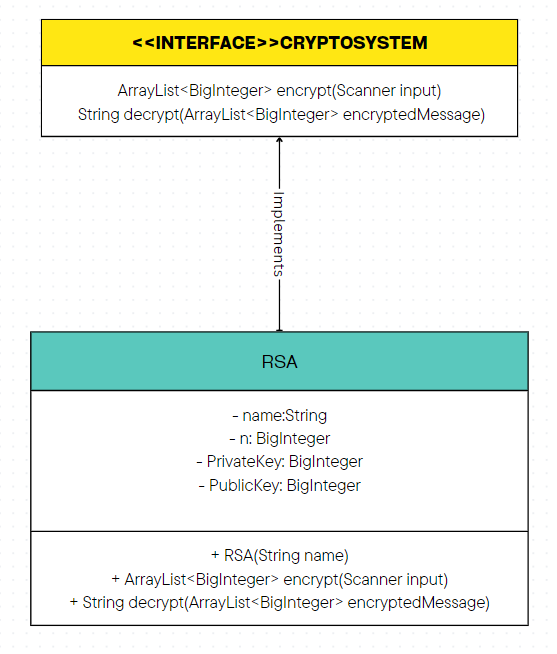 <<INTERFACE>>CRYPTOSYSTEM
ArrayList<BigInteger> encrypt(Scanner input)
String decrypt(ArrayList<BigInteger> encryptedMessage)
Implements
RSA
- name:String
- n: BigInteger
- PrivateKey: BigInteger
- PublicKey: BigInteger
+ RSA(String name)
+ ArrayList<BigInteger> encrypt(Scanner input)
+ String decrypt(ArrayList<BigInteger> encryptedMessage)